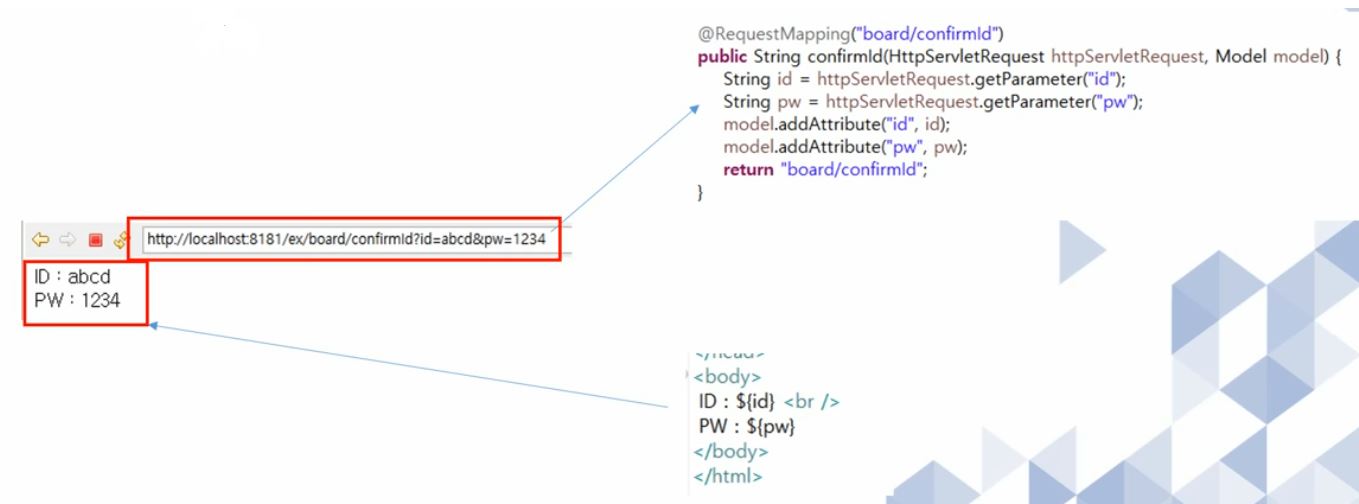 @RequestMapping("board/confirmId")
public String confirmId(HttpServletRequest httpServletRequest, Model model) {
String id = httpServletRequest.getParameter("id");
String pw = httpServletRequest.getParameter("pw");
model.addAttribute("id", id);
model.addAttribute("pw", pw);
return "board/confirmId";
}
http://localhost:8181/ex/board/confirmId?id=abcd&pw=1234
ID : abcd
PW : 1234
</head>
<body>
ID : ${id} <br />
PW : ${pw}
</body>
</html>